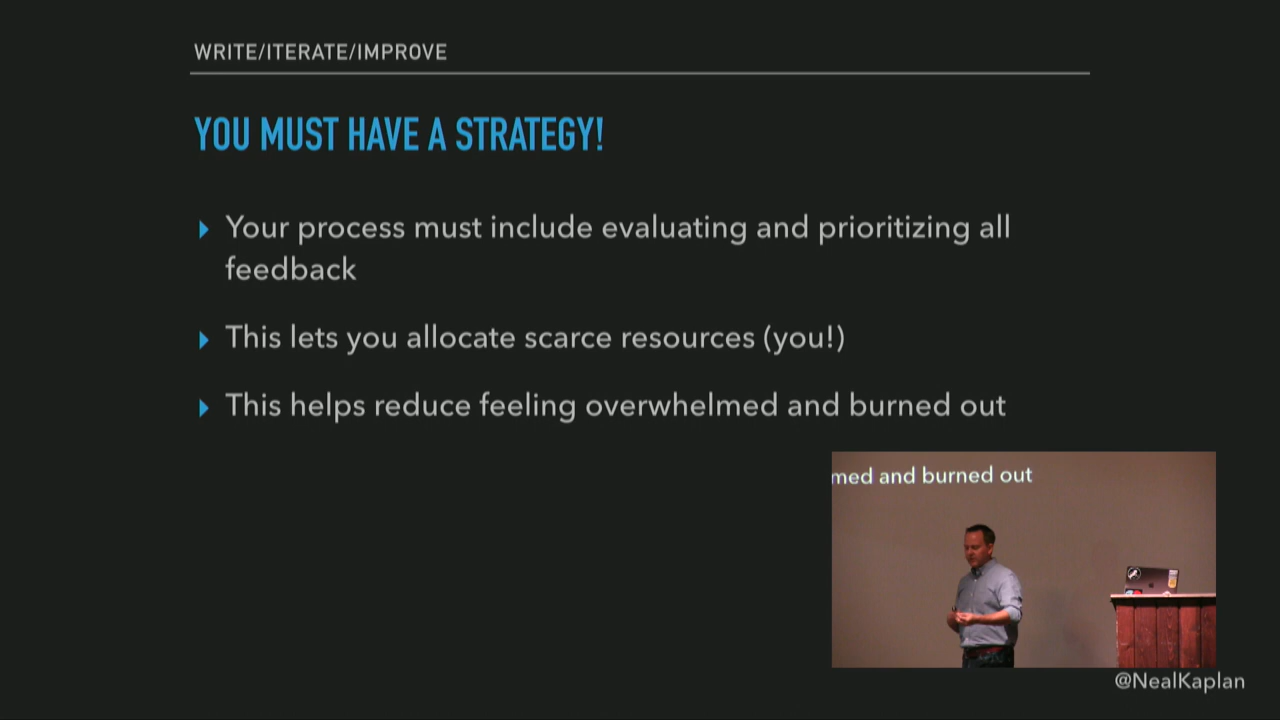 WRITE/ITERATE/IMPROVE
YOU MUST HAVE A STRATEGY!
Your process must include evaluating and prioritizing all
feedback
This lets you allocate scarce resources (you!)
This helps reduce feeling overwhelmed and burned out
med and burned out
@NealKaplan